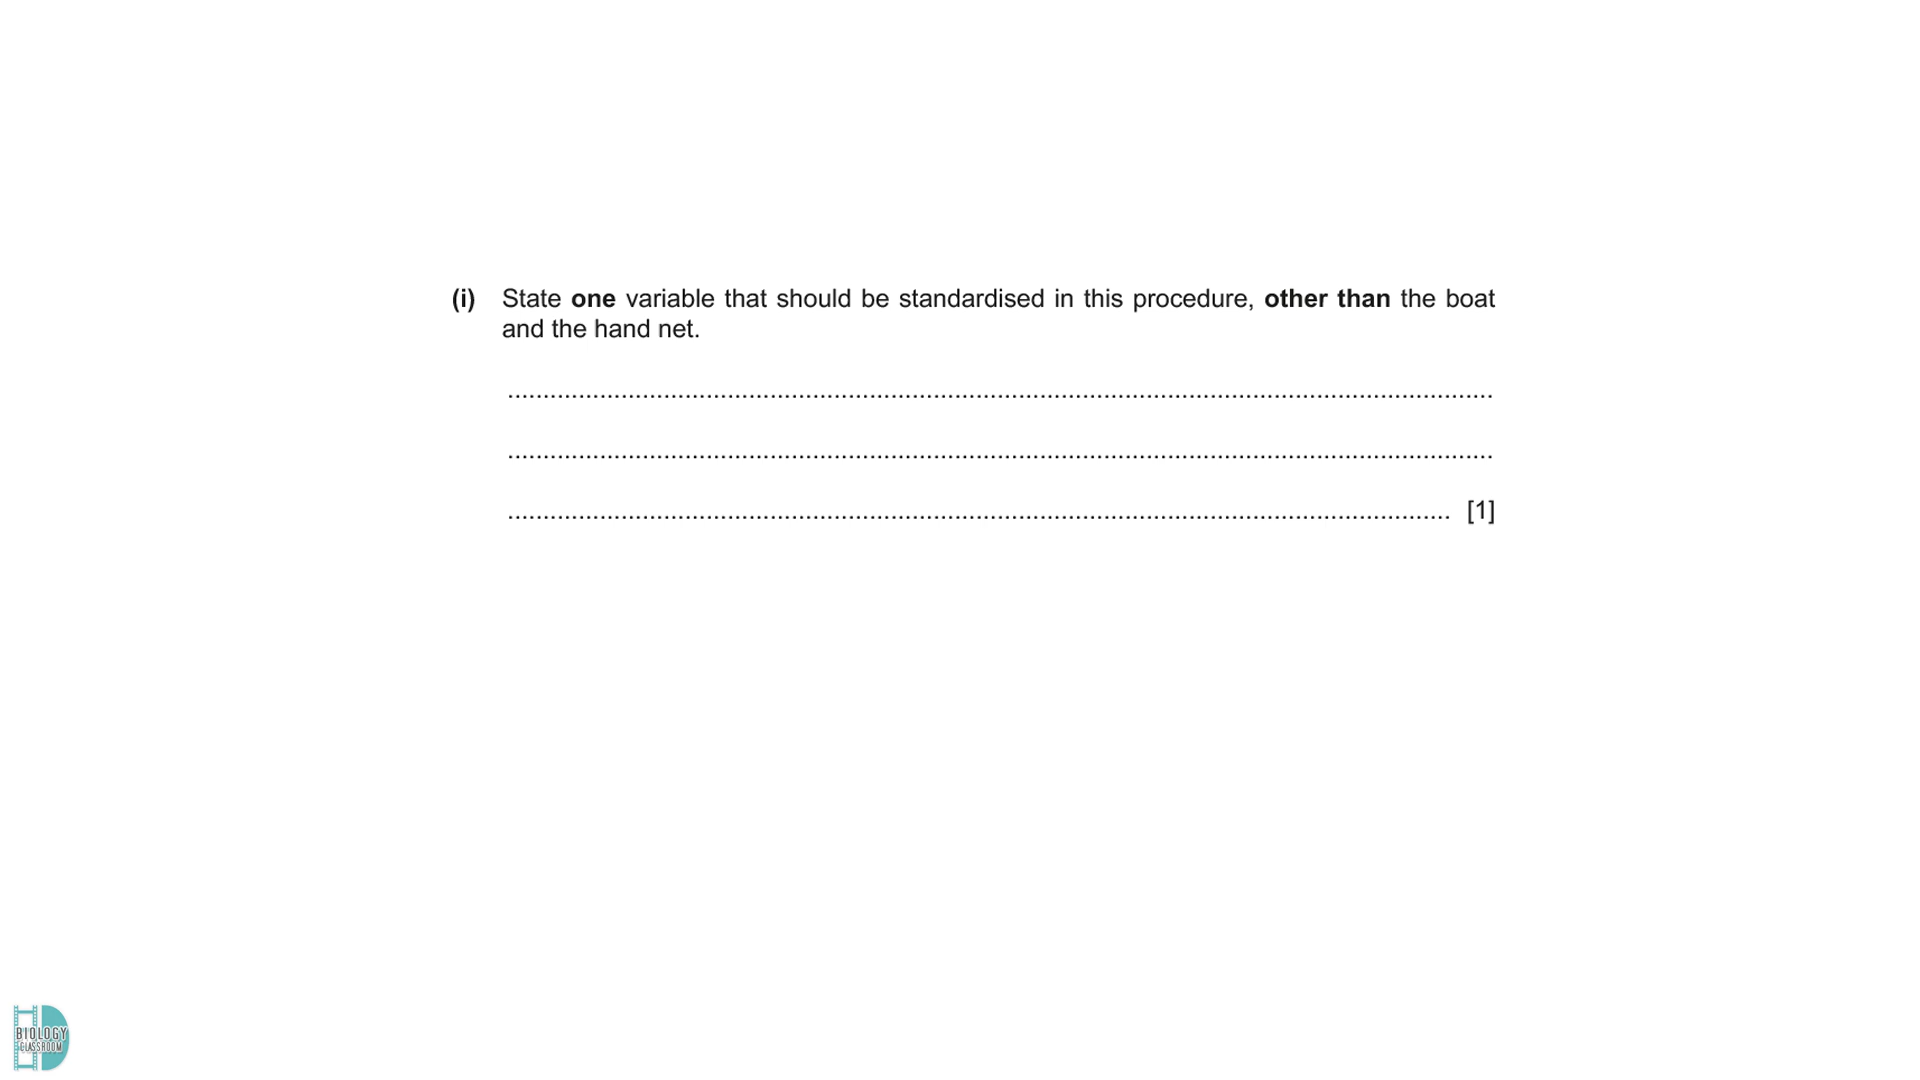 (i) State one variable that should be standardised in this procedure, other than the boat
and the hand net.
................................................................................................................................................
................................................................................................................................................
.......................................................................................................................................... [1]
BIOLOGY
CLASSROOM